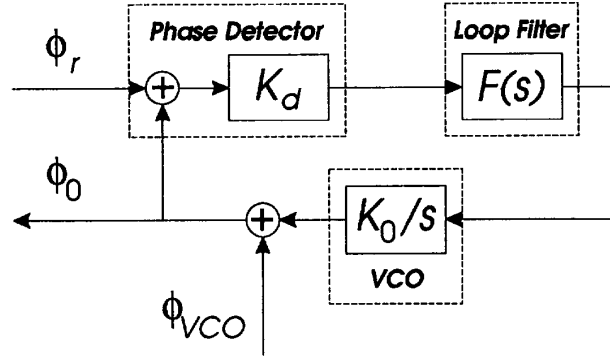 Phase Detector
Loop Filter
ϕr
+
Kd
F(s)
ϕ0
+
K0/s
VCO
ϕVCO